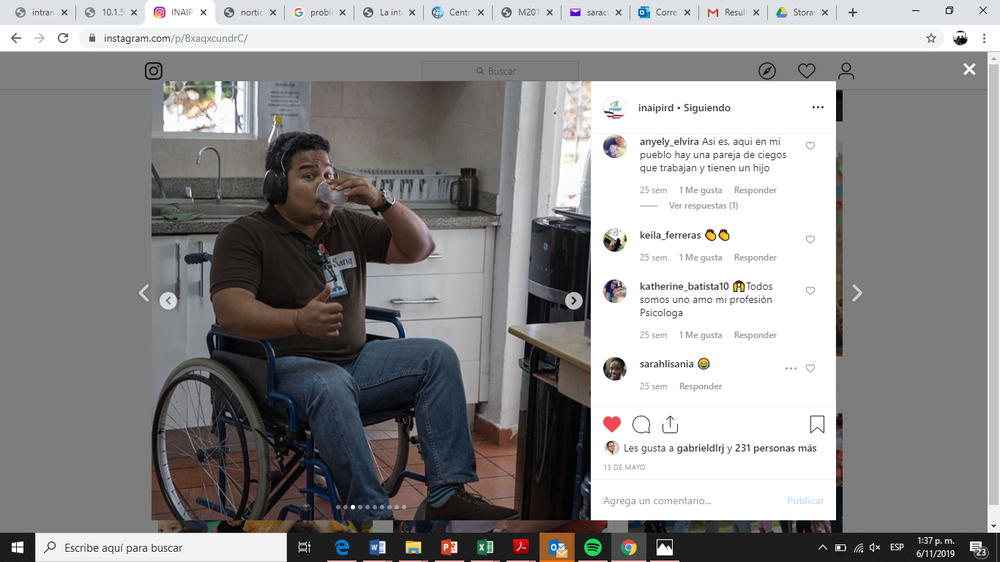 intran
10.1.5
INAIP
nortic
proble
La inte
Centr
M201
saracu
Corre
Result
Storag
instagram.com/p/BxaqxcundrC/
Buscar
inaipird • Siguiendo
anyely_elvira Asi es, aqui en mi
pueblo hay una pareja de ciegos
que trabajan y tienen un hijo
25 sem 1 Me gusta Responder
Ver respuestas (1)
keila_ferreras 👏👏
25 sem 1 Me gusta Responder
katherine_batista10 🙌Todos
somos uno amo mi profesiòn
Psicologa
25 sem 1 Me gusta Responder
sarahlisania 😂
25 sem Responder
Les gusta a gabrieldlrj y 231 personas más
13 DE MAYO
Agrega un comentario... Publicar
Sang
Escribe aquí para buscar
ESP
1:37 p. m.
6/11/2019
23